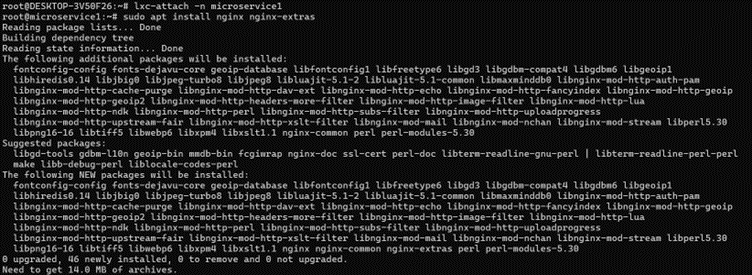 root@DESKTOP-3V50F26:~# lxc-attach -n microservice1
root@microservice1:~# sudo apt install nginx nginx-extras
Reading package lists... Done
Building dependency tree
Reading state information... Done
The following additional packages will be installed:
fontconfig-config fonts-dejavu-core geoip-database libfontconfig1 libfreetype6 libgd3 libgdbm-compat4 libgdbm6 libgeoip1
libhiredis0.14 libjbig0 libjpeg-turbo8 libjpeg8 libluajit-5.1-2 libluajit-5.1-common libmaxminddb0 libnginx-mod-http-auth-pam
libnginx-mod-http-cache-purge libnginx-mod-http-dav-ext libnginx-mod-http-echo libnginx-mod-http-fancyindex libnginx-mod-http-geoip
libnginx-mod-http-geoip2 libnginx-mod-http-headers-more-filter libnginx-mod-http-image-filter libnginx-mod-http-lua
libnginx-mod-http-ndk libnginx-mod-http-perl libnginx-mod-http-subs-filter libnginx-mod-http-uploadprogress
libnginx-mod-http-upstream-fair libnginx-mod-http-xslt-filter libnginx-mod-mail libnginx-mod-nchan libnginx-mod-stream libperl5.30
libpng16-16 libtiff5 libwebp6 libxpm4 libxslt1.1 nginx-common perl perl-modules-5.30
Suggested packages:
libgd-tools gdbm-l10n geoip-bin mmdb-bin fcgiwrap nginx-doc ssl-cert perl-doc libterm-readline-gnu-perl | libterm-readline-perl-perl
make libb-debug-perl liblocale-codes-perl
The following NEW packages will be installed:
fontconfig-config fonts-dejavu-core geoip-database libfontconfig1 libfreetype6 libgd3 libgdbm-compat4 libgdbm6 libgeoip1
libhiredis0.14 libjbig0 libjpeg-turbo8 libjpeg8 libluajit-5.1-2 libluajit-5.1-common libmaxminddb0 libnginx-mod-http-auth-pam
libnginx-mod-http-cache-purge libnginx-mod-http-dav-ext libnginx-mod-http-echo libnginx-mod-http-fancyindex libnginx-mod-http-geoip
libnginx-mod-http-geoip2 libnginx-mod-http-headers-more-filter libnginx-mod-http-image-filter libnginx-mod-http-lua
libnginx-mod-http-ndk libnginx-mod-http-perl libnginx-mod-http-subs-filter libnginx-mod-http-uploadprogress
libnginx-mod-http-upstream-fair libnginx-mod-http-xslt-filter libnginx-mod-mail libnginx-mod-nchan libnginx-mod-stream libperl5.30
libpng16-16 libtiff5 libwebp6 libxpm4 libxslt1.1 nginx nginx-common nginx-extras perl perl-modules-5.30
0 upgraded, 46 newly installed, 0 to remove and 0 not upgraded.
Need to get 14.0 MB of archives.